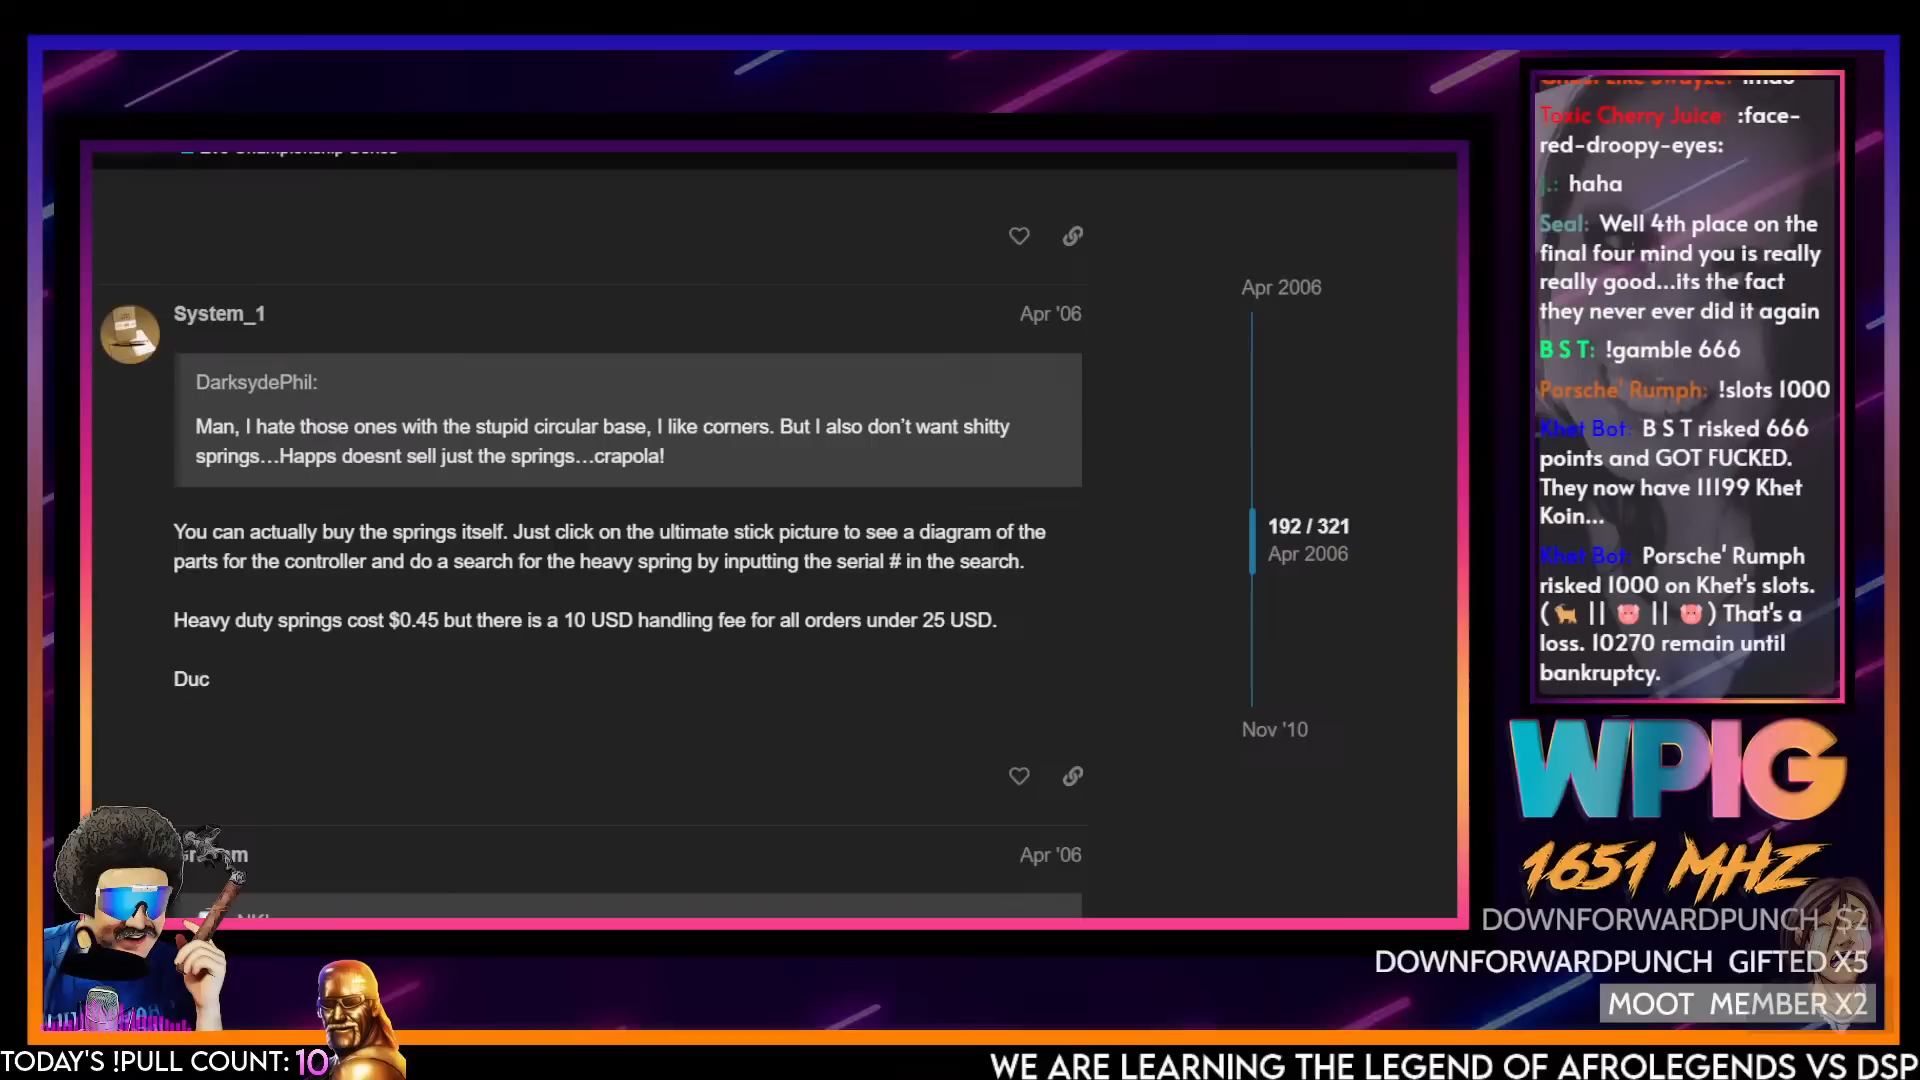 Evo Championship Series
System_1
Apr '06
DarksydePhil:
Man, I hate those ones with the stupid circular base, I like corners. But I also don't want shitty
springs…Happs doesnt sell just the springs…crapola!
You can actually buy the springs itself. Just click on the ultimate stick picture to see a diagram of the
parts for the controller and do a search for the heavy spring by inputting the serial # in the search.
Heavy duty springs cost $0.45 but there is a 10 USD handling fee for all orders under 25 USD.
Duc
Apr '06
Apr 2006
192 / 321
Apr 2006
Nov '10
Toxic Cherry Juice: :face-
red-droopy-eyes:
j.: haha
Seal: Well 4th place on the
final four mind you is really
really good...its the fact
they never ever did it again
B S T: !gamble 666
Porsche' Rumph: !slots 1000
Khet Bot: B S T risked 666
points and GOT FUCKED.
They now have 11199 Khet
Koin...
Khet Bot: Porsche' Rumph
risked 1000 on Khet's slots.
( 🐕 || 🐷 || 🐷 ) That's a
loss. 10270 remain until
bankruptcy.
WPIG
1651 MHZ
DOWNFORWARDPUNCH $2
DOWNFORWARDPUNCH GIFTED X5
MOOT MEMBER X2
TODAY'S !PULL COUNT: 10
WE ARE LEARNING THE LEGEND OF AFROLEGENDS VS DSP